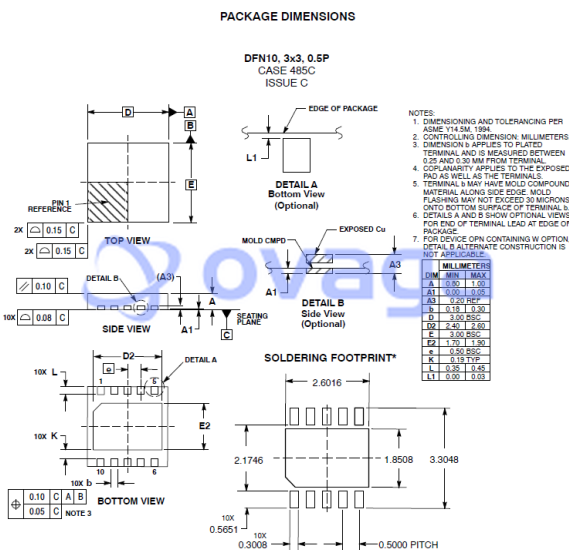 PACKAGE DIMENSIONS
DFN10, 3x3, 0.5P
CASE 485C
ISSUE C
D
A
B
E
PIN 1
REFERENCE
2X 0.15 C
2X 0.15 C
TOP VIEW
EDGE OF PACKAGE
L1
DETAIL A
Bottom View
(Optional)
NOTES:
1. DIMENSIONING AND TOLERANCING PER
ASME Y14.5M, 1994.
2. CONTROLLING DIMENSION: MILLIMETERS
3. DIMENSION b APPLIES TO PLATED
TERMINAL AND IS MEASURED BETWEEN
0.25 AND 0.30 MM FROM TERMINAL.
4. COPLANARITY APPLIES TO THE EXPOSED
PAD AS WELL AS THE TERMINALS.
5. TERMINAL b MAY HAVE MOLD COMPOUND
MATERIAL ALONG SIDE EDGE. MOLD
FLASHING MAY NOT EXCEED 30 MICRONS
ONTO BOTTOM SURFACE OF TERMINAL b.
6. DETAILS A AND B SHOW OPTIONAL VIEWS
FOR END OF TERMINAL LEAD AT EDGE OF
PACKAGE.
7. FOR DEVICE OPN CONTAINING W OPTION,
DETAIL B ALTERNATE CONSTRUCTION IS
NOT APPLICABLE.
MILLIMETERS
DIM MIN MAX
A 0.80 1.00
A1 0.00 0.05
A3 0.20 REF
b 0.18 0.30
D 3.00 BSC
D2 2.40 2.60
E 3.00 BSC
E2 1.70 1.90
e 0.50 BSC
K 0.19 TYP
L 0.35 0.45
L1 0.00 0.03
MOLD CMPD
EXPOSED Cu
A3
A1
DETAIL B
Side View
(Optional)
0.10 C
10X 0.08 C
DETAIL B
(A3)
A
A1
SEATING
PLANE
C
SIDE VIEW
ovaga
D2
e
DETAIL A
10X L
1
5
E2
10X K
10
6
10X b
0.10 C A B
0.05 C NOTE 3
BOTTOM VIEW
SOLDERING FOOTPRINT*
2.6016
2.1746
1.8508
3.3048
10X
0.5651
10X
0.3008
0.5000 PITCH